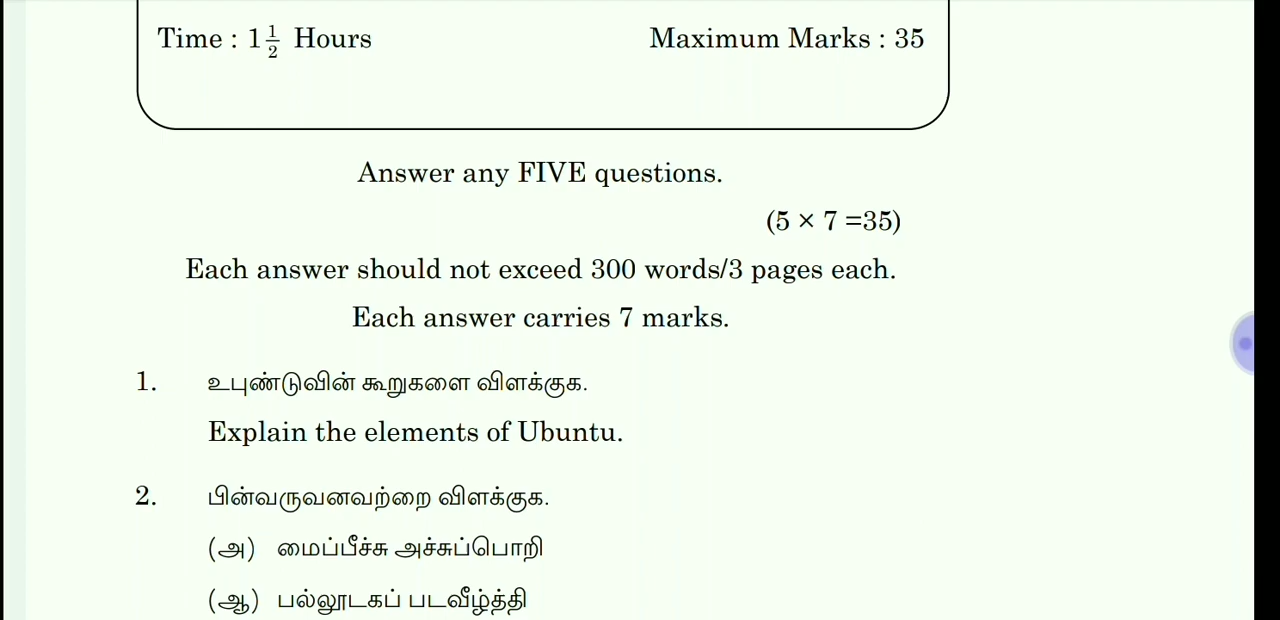 Time : 1 1/2 Hours Maximum Marks : 35
Answer any FIVE questions.
(5 × 7 =35)
Each answer should not exceed 300 words/3 pages each.
Each answer carries 7 marks.
1. உபுண்டுவின் கூறுகளை விளக்குக.
Explain the elements of Ubuntu.
2. பின்வருவனவற்றை விளக்குக.
(அ) மைப்பீச்சு அச்சுப்பொறி
(ஆ) பல்லூடகப் படவீழ்த்தி